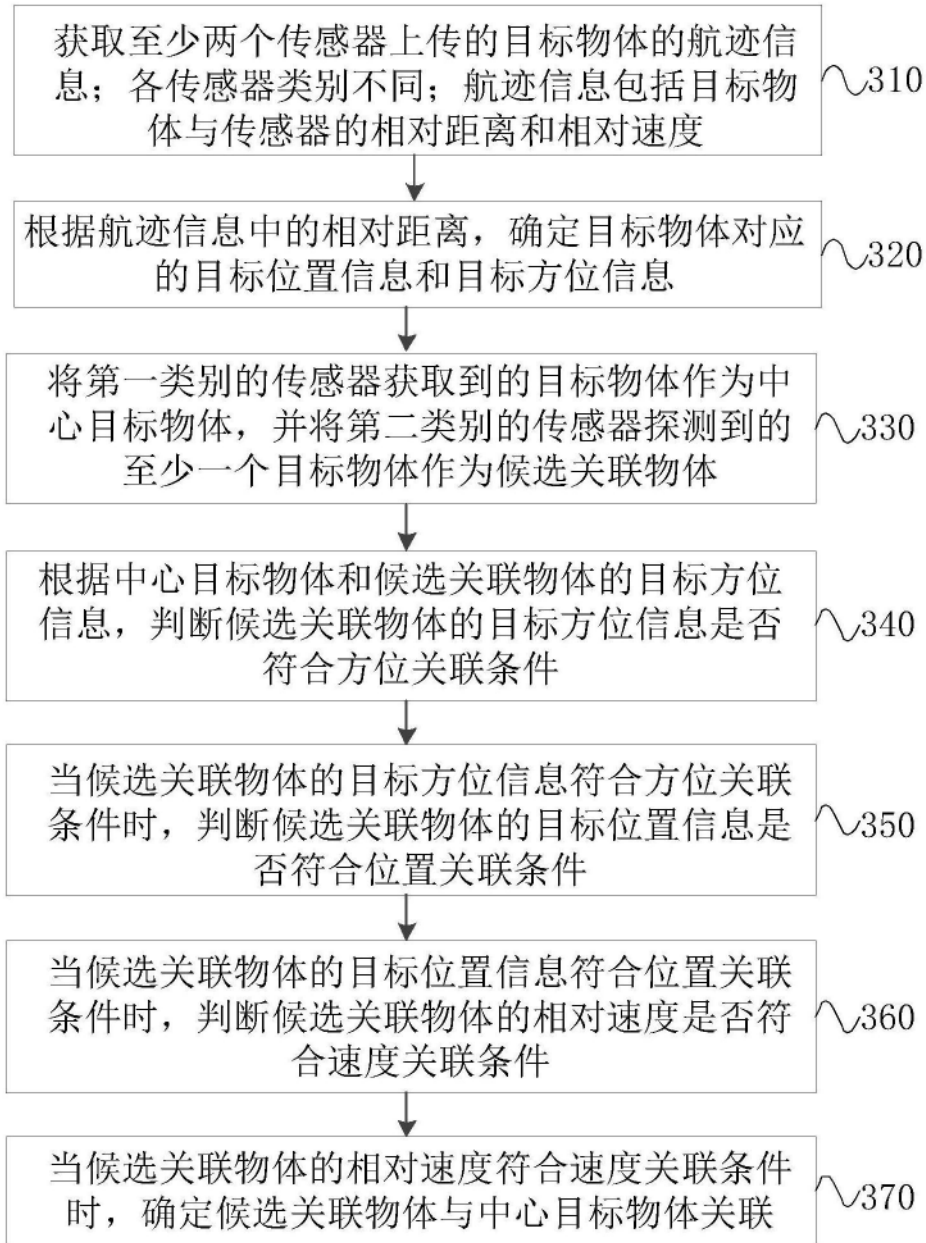 获取至少两个传感器上传的目标物体的航迹信
息；各传感器类别不同；航迹信息包括目标物
体与传感器的相对距离和相对速度
310
根据航迹信息中的相对距离，确定目标物体对应
的目标位置信息和目标方位信息
320
将第一类别的传感器获取到的目标物体作为中
心目标物体，并将第二类别的传感器探测到的
至少一个目标物体作为候选关联物体
330
根据中心目标物体和候选关联物体的目标方位
信息，判断候选关联物体的目标方位信息是否
符合方位关联条件
340
当候选关联物体的目标方位信息符合方位关联
条件时，判断候选关联物体的目标位置信息是
否符合位置关联条件
350
当候选关联物体的目标位置信息符合位置关联
条件时，判断候选关联物体的相对速度是否符
合速度关联条件
360
当候选关联物体的相对速度符合速度关联条件
时，确定候选关联物体与中心目标物体关联
370